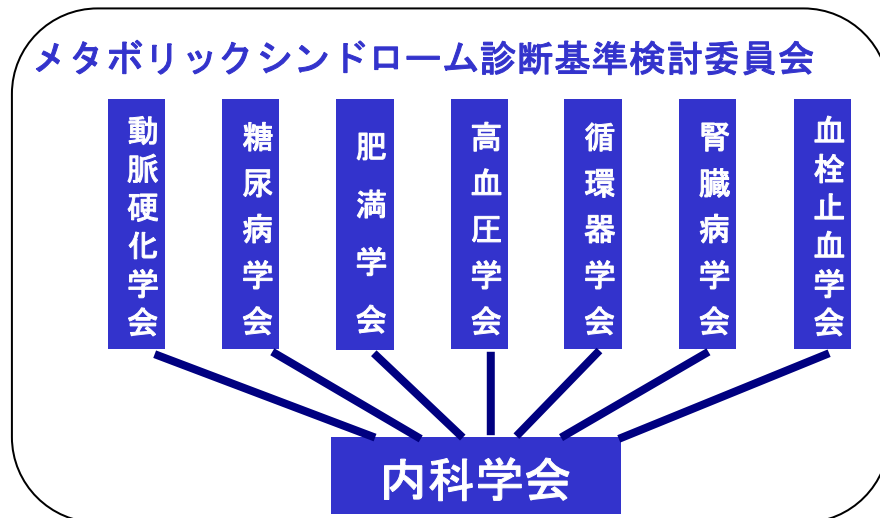 メタボリックシンドローム診断基準検討委員会
動脈硬化学会
糖尿病学会
肥満学会
高血圧学会
循環器学会
腎臓病学会
血栓止血学会
内科学会